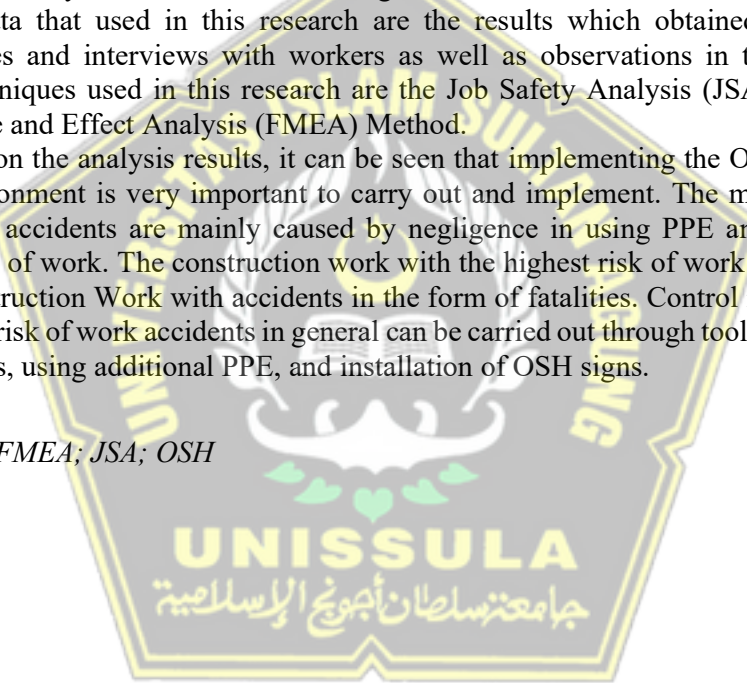 ta that used in this research are the results which obtained
es and interviews with workers as well as observations in t
niques used in this research are the Job Safety Analysis (JSA
e and Effect Analysis (FMEA) Method.
on the analysis results, it can be seen that implementing the O
onment is very important to carry out and implement. The m
accidents are mainly caused by negligence in using PPE an
of work. The construction work with the highest risk of work
ruction Work with accidents in the form of fatalities. Control
risk of work accidents in general can be carried out through tool
s, using additional PPE, and installation of OSH signs.
FMEA; JSA; OSH
UNIVERSITAS ISLAM SULTAN AGUNG
UNISSULA
جامعتسلطان أجونج الإسلامية